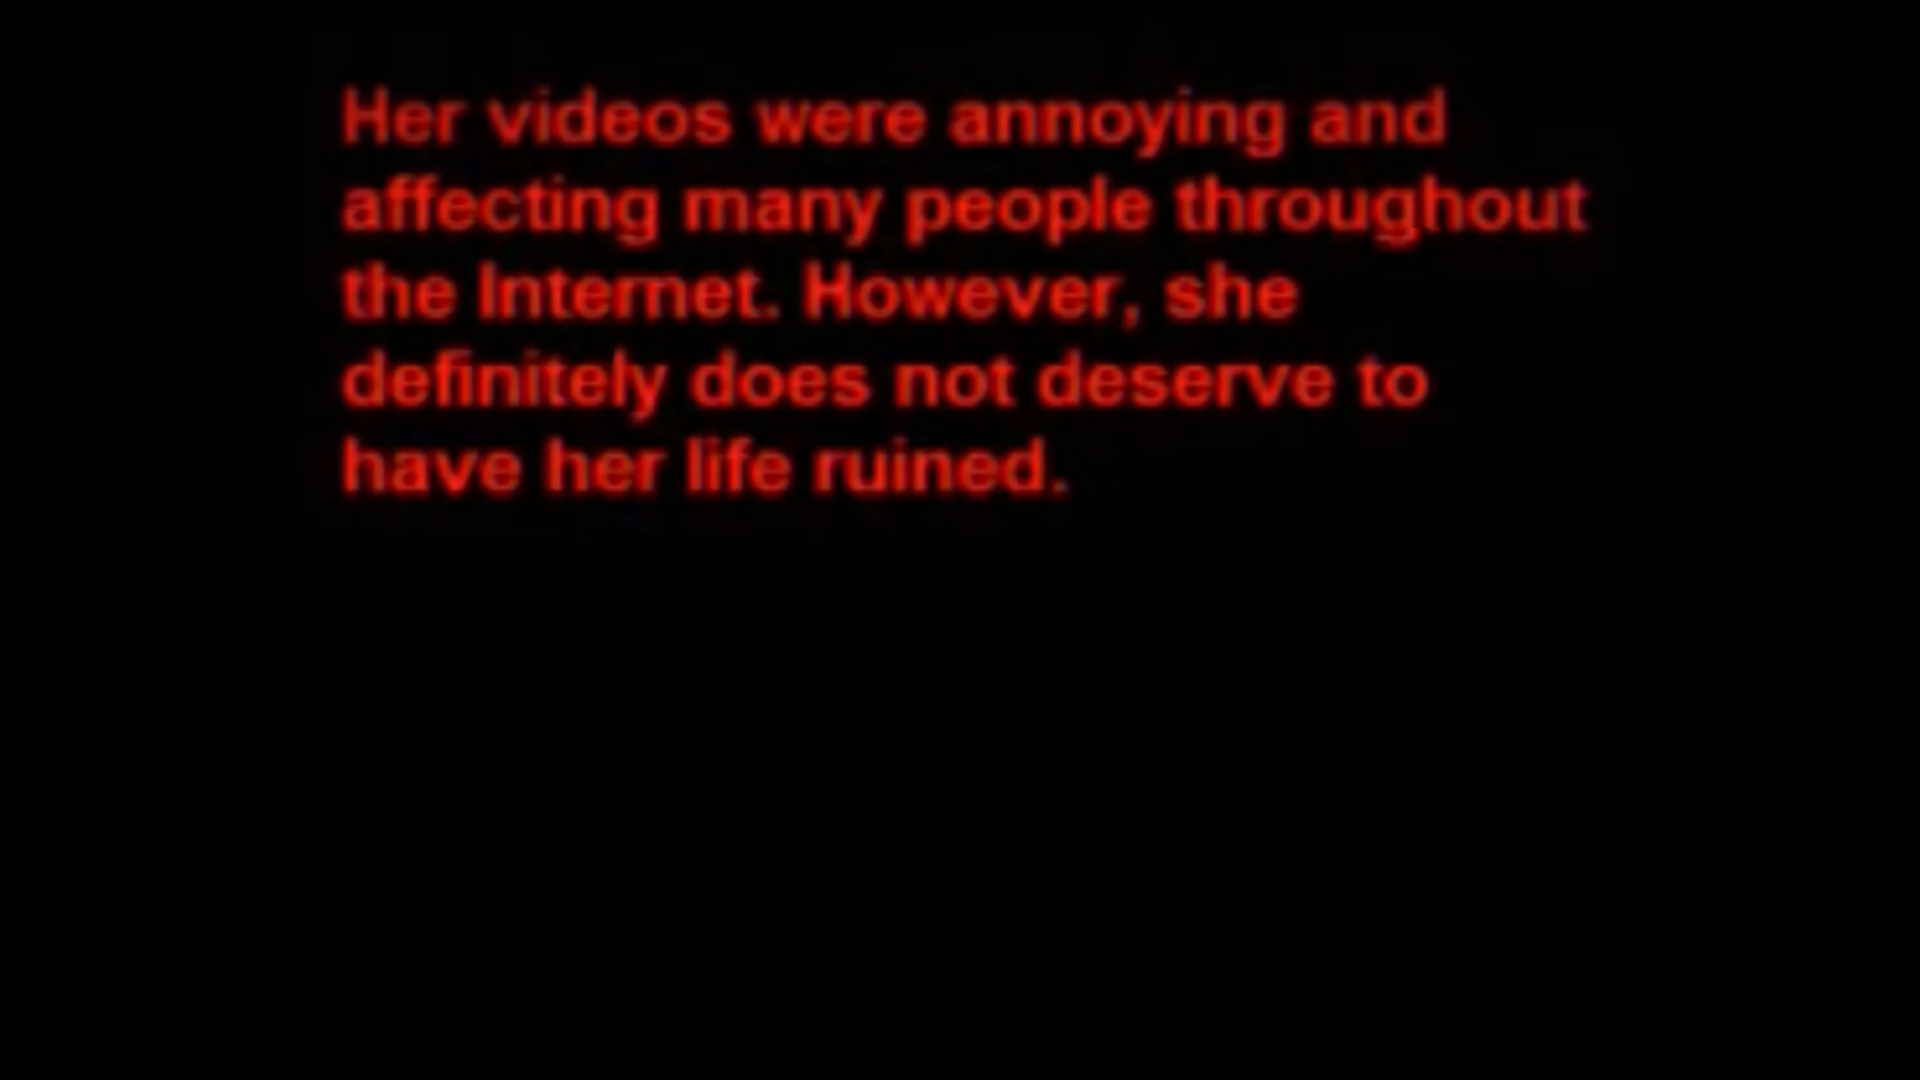 Her videos were annoying and
affecting many people throughout
the Internet. However, she
definitely does not deserve to
have her life ruined.